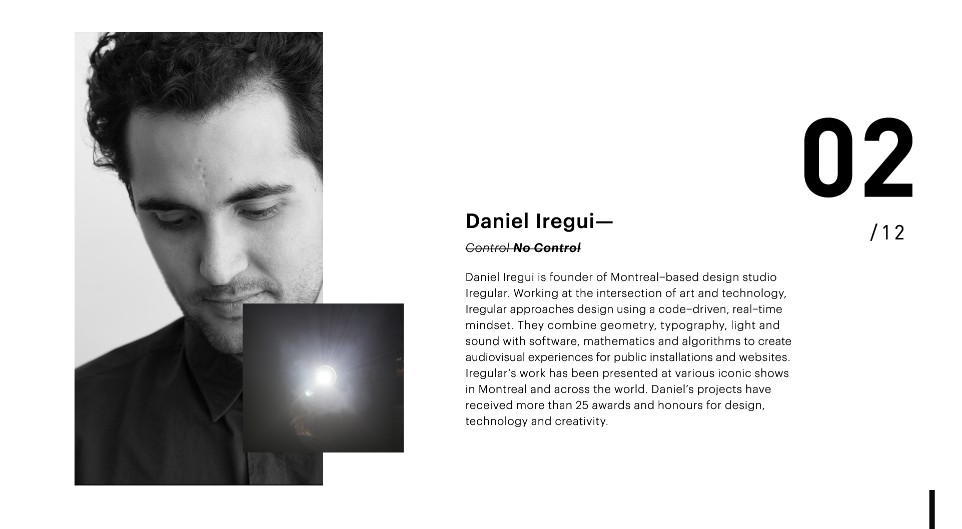 02
/12
Daniel Iregui—
Control No Control
Daniel Iregui is founder of Montreal–based design studio
Irregular. Working at the intersection of art and technology,
Iregular approaches design using a code–driven, real–time
mindset. They combine geometry, typography, light and
sound with software, mathematics and algorithms to create
audiovisual experiences for public installations and websites.
Iregular's work has been presented at various iconic shows
in Montreal and across the world. Daniel's projects have
received more than 25 awards and honours for design,
technology and creativity.